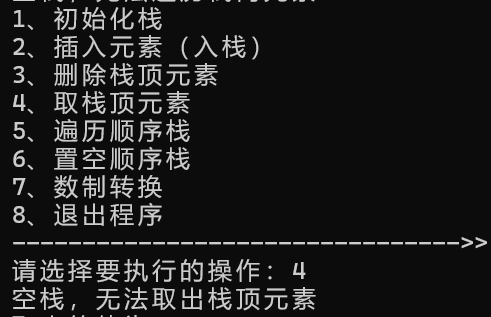 1、初始化栈
2、插入元素（入栈）
3、删除栈顶元素
4、取栈顶元素
5、遍历顺序栈
6、置空顺序栈
7、数制转换
8、退出程序
--------------------------------->>
请选择要执行的操作：4
空栈，无法取出栈顶元素